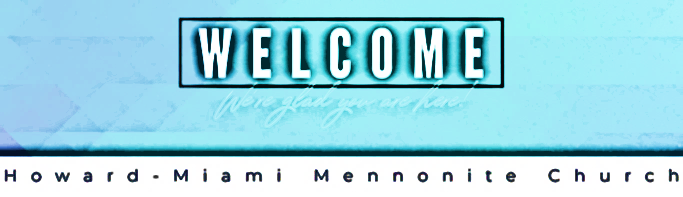 WELCOME
We're glad you are here!
Howard-Miami Mennonite Church